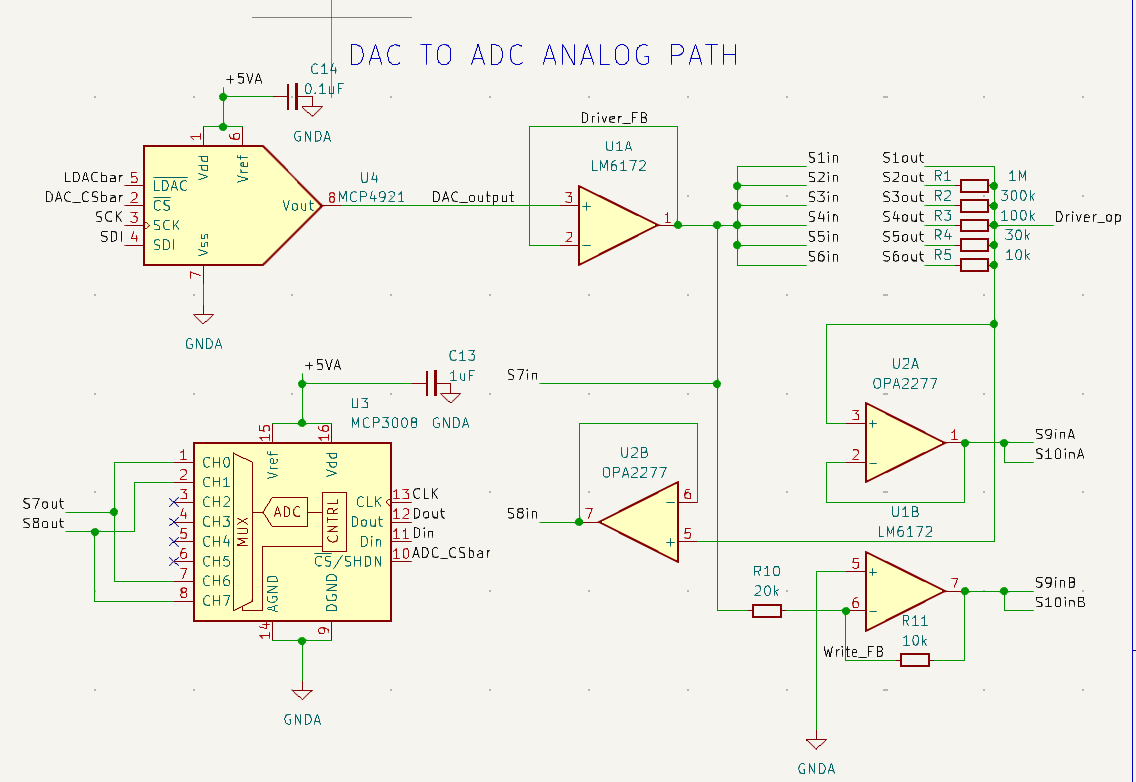 DAC TO ADC ANALOG PATH
+5VA
C14
0.1uF
GNDA
1
6
Vdd
Vref
LDACbar 5 LDAC
DAC_CSbar 2 CS
SCK 3 SCK
SDI 4 SDI
Vss
7
Vout 8
U4
MCP4921
GNDA
DAC_output
Driver_FB
U1A
LM6172
3 +
2 −
1
S1in
S2in
S3in
S4in
S5in
S6in
S1out
S2out R1 1M
S3out R2 300k
S4out R3 100k
S5out R4 30k
S6out R5 10k
Driver_op
+5VA
C13
1uF
GNDA
U3
MCP3008
15
16
Vref
Vdd
S7out
S8out
1 CH0
2 CH1
3 CH2
4 CH3
5 CH4
6 CH5
7 CH6
8 CH7
MUX
ADC
CNTRL
CLK 13 CLK
Dout 12 Dout
Din 11 Din
CS/SHDN 10 ADC_CSbar
AGND
DGND
14
9
GNDA
S7in
S8in
U2B
OPA2277
7
− 6
+ 5
U2A
OPA2277
3 +
2 −
1
S9inA
S10inA
U1B
LM6172
5 +
6 −
7
S9inB
S10inB
R10
20k
R11
10k
Write_FB
GNDA